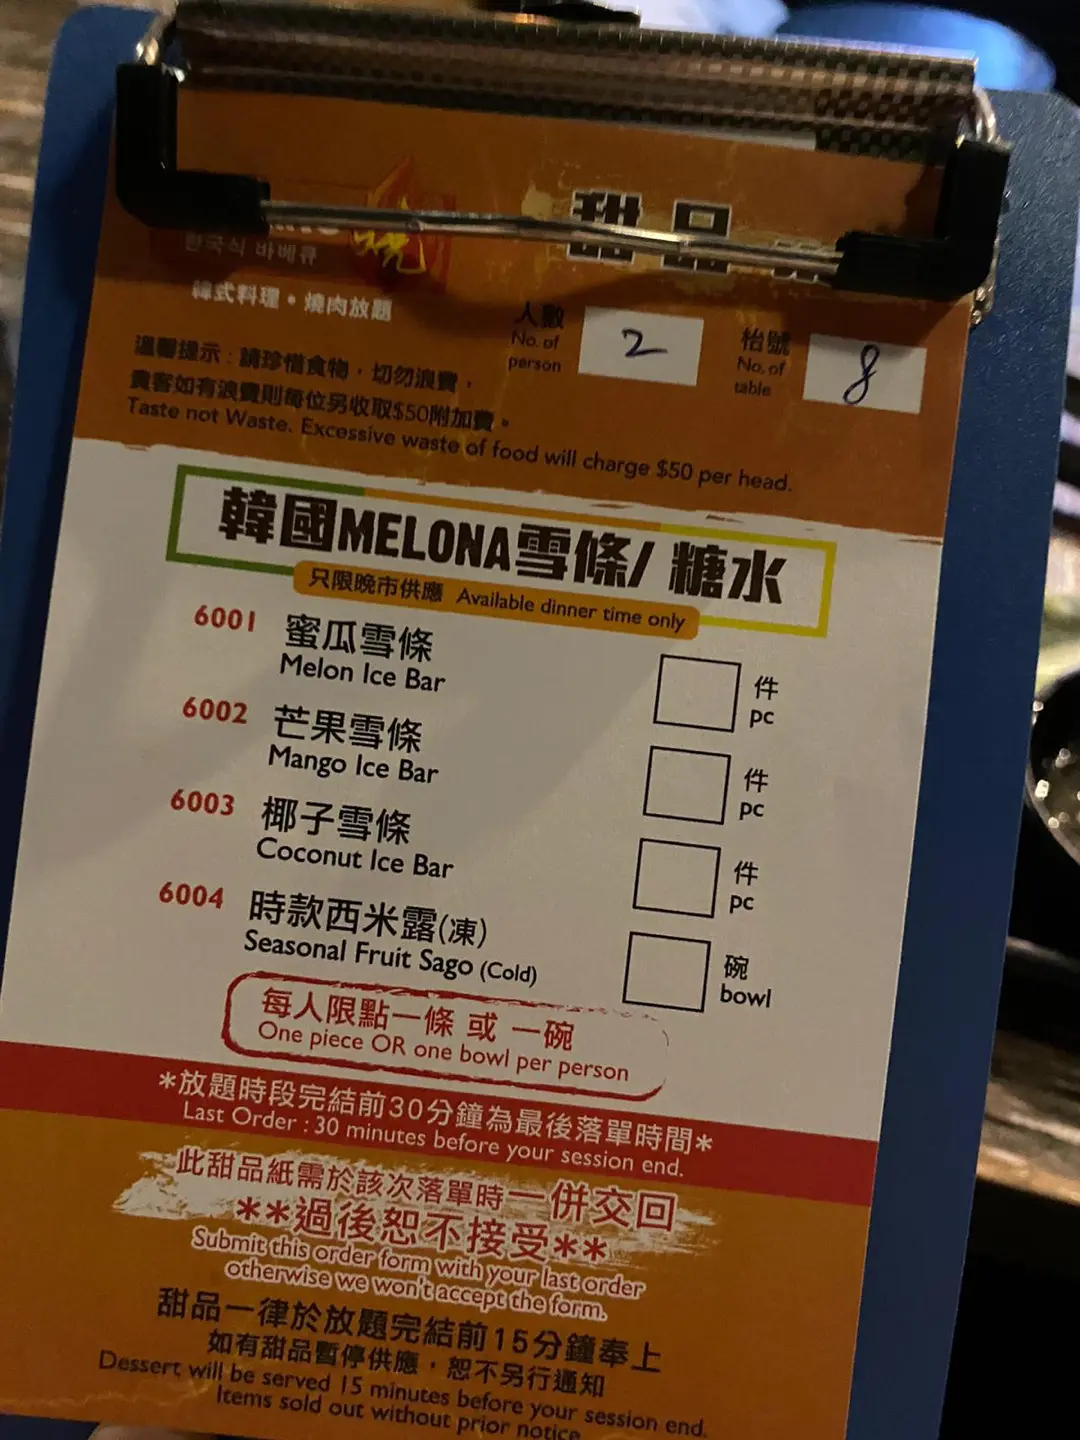 甜品
한국식 바베큐
燒
韓式料理・燒肉放題
人數
No. of
person
2
枱號
No. of
table
8
溫馨提示：請珍惜食物，切勿浪費，
貴客如有浪費則每位另收取$50附加費。
Taste not Waste. Excessive waste of food will charge $50 per head.
韓國MELONA雪條/ 糖水
只限晚市供應 Available dinner time only
6001 蜜瓜雪條
Melon Ice Bar
件
pc
6002 芒果雪條
Mango Ice Bar
件
pc
6003 椰子雪條
Coconut Ice Bar
件
pc
6004 時款西米露(凍)
Seasonal Fruit Sago (Cold)
碗
bowl
每人限點一條 或 一碗
One piece OR one bowl per person
*放題時段完結前30分鐘為最後落單時間*
Last Order : 30 minutes before your session end.
此甜品紙需於該次落單時一併交回
**過後恕不接受**
Submit this order form with your last order
otherwise we won't accept the form.
甜品一律於放題完結前15分鐘奉上
如有甜品暫停供應，恕不另行通知
Dessert will be served 15 minutes before your session end.
Items sold out without prior notice